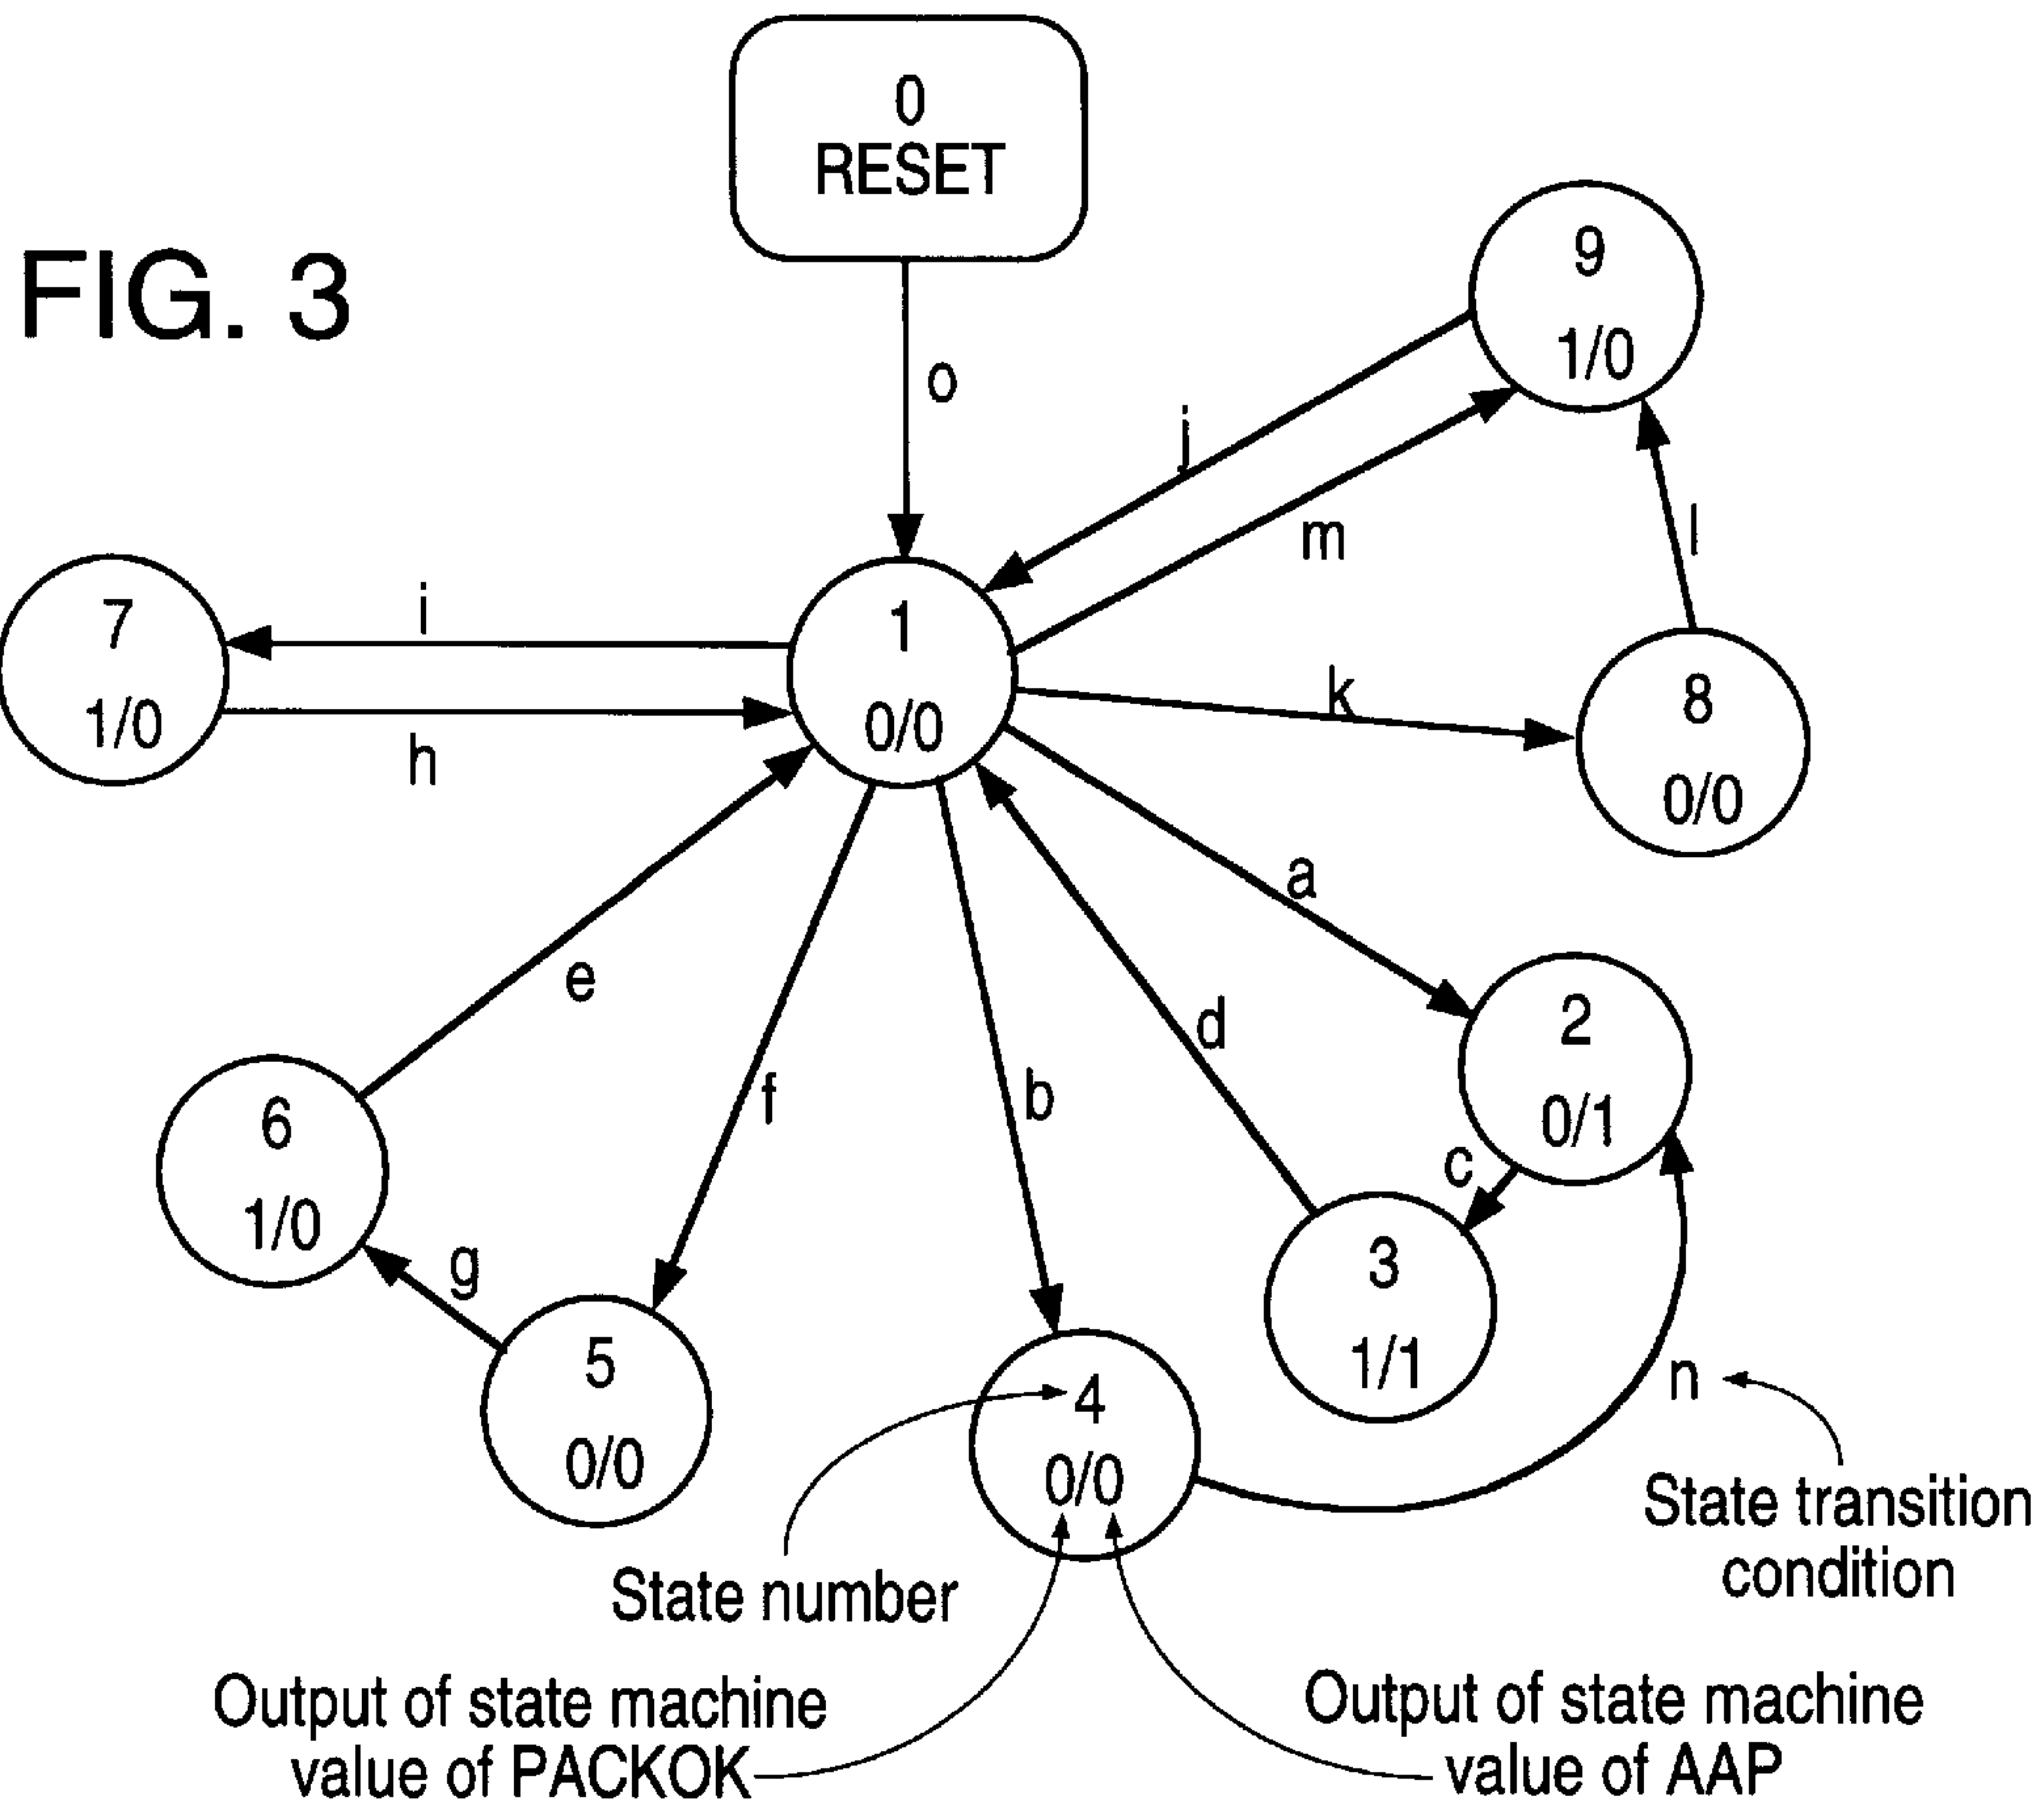 0
RESET
FIG. 3
9
1/0
o
j
m
l
i
7
1/0
1
0/0
k
8
0/0
h
a
e
d
f
b
2
0/1
c
6
1/0
g
3
1/1
5
0/0
4
0/0
n
State transition
condition
State number
Output of state machine
value of PACKOK
Output of state machine
value of AAP